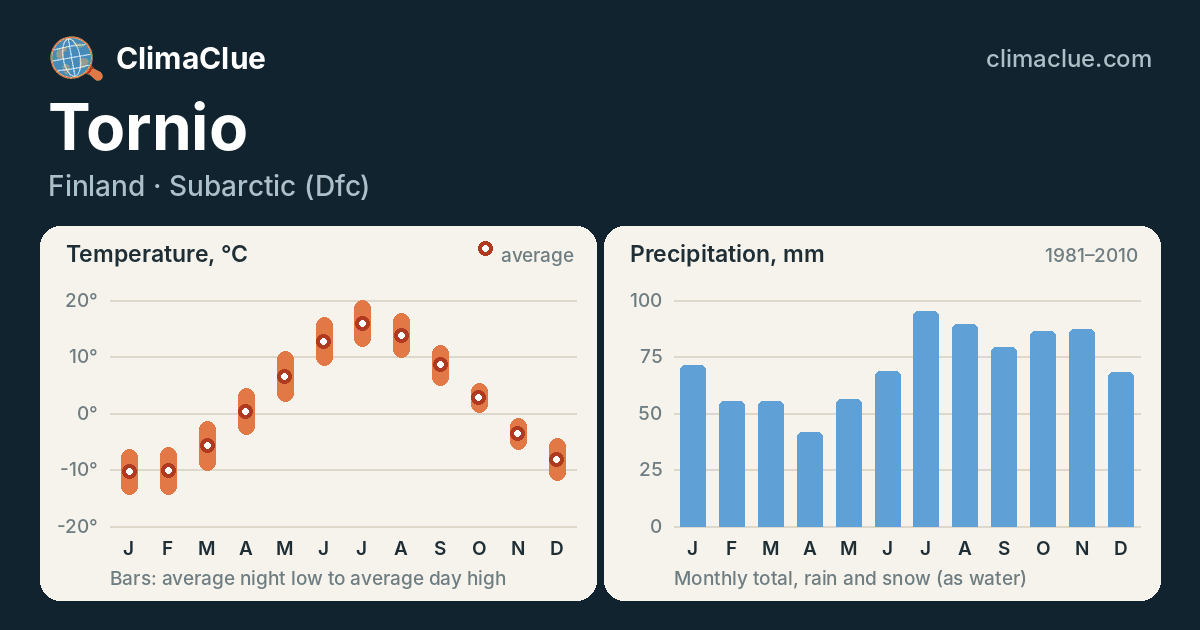 ClimaClue
climaclue.com
Tornio
Finland · Subarctic (Dfc)
Temperature, °C
average
20°
10°
0°
-10°
-20°
J F M A M J J A S O N D
Bars: average night low to average day high
Precipitation, mm
1981–2010
100
75
50
25
0
J F M A M J J A S O N D
Monthly total, rain and snow (as water)